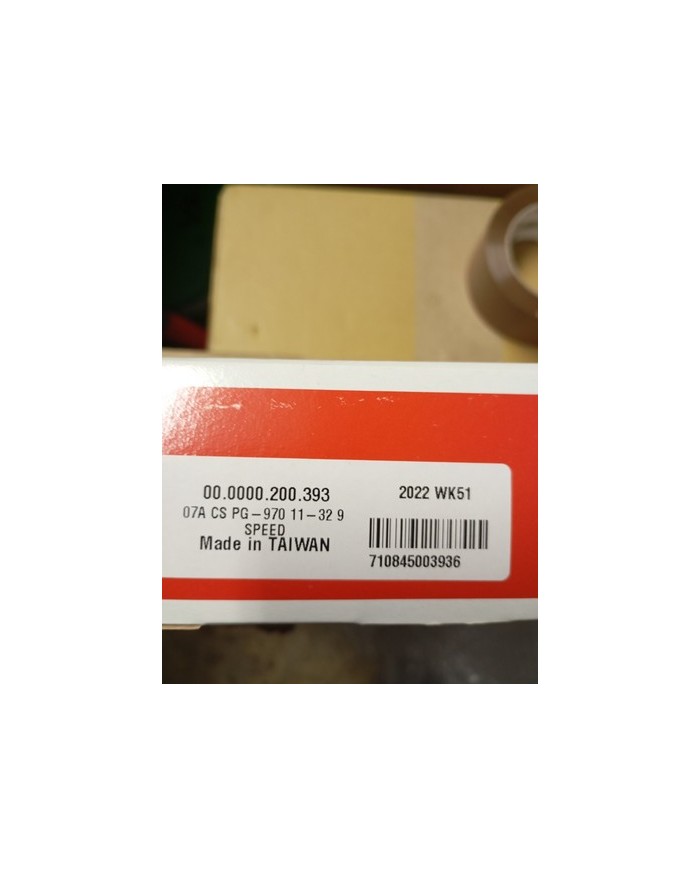 00.0000.200.393
07A CS PG-970 11-32 9
SPEED
Made in TAIWAN
2022 WK51
710845003936